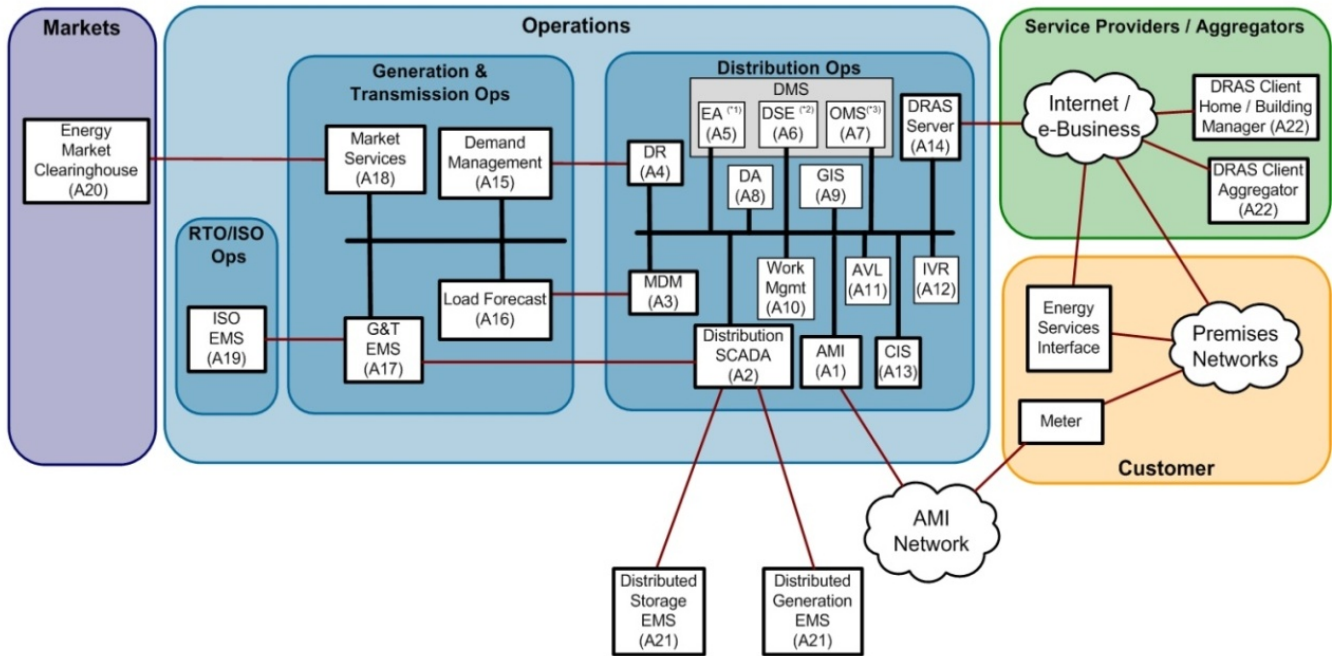 Markets
Energy
Market
Clearinghouse
(A20)
Operations
RTO/ISO
Ops
ISO
EMS
(A19)
Generation &
Transmission Ops
Market
Services
(A18)
Demand
Management
(A15)
Load Forecast
(A16)
G&T
EMS
(A17)
Distribution Ops
DMS
EA (*1)
(A5)
DSE (*2)
(A6)
OMS(*3)
(A7)
DRAS
Server
(A14)
DR
(A4)
DA
(A8)
GIS
(A9)
MDM
(A3)
Work
Mgmt
(A10)
AVL
(A11)
IVR
(A12)
Distribution
SCADA
(A2)
AMI
(A1)
CIS
(A13)
Service Providers / Aggregators
Internet /
e-Business
DRAS Client
Home / Building
Manager (A22)
DRAS Client
Aggregator
(A22)
Energy
Services
Interface
Premises
Networks
Meter
Customer
AMI
Network
Distributed
Storage
EMS
(A21)
Distributed
Generation
EMS
(A21)